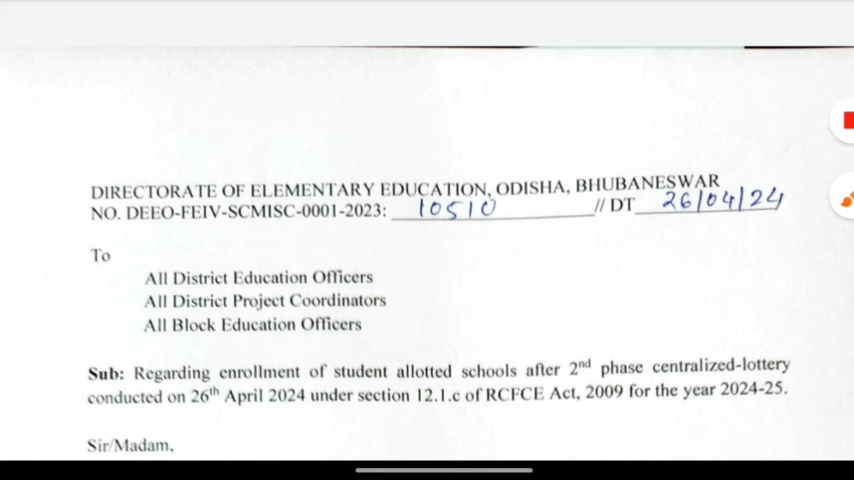 DIRECTORATE OF ELEMENTARY EDUCATION, ODISHA, BHUBANESWAR
NO. DEEO-FEIV-SCMISC-0001-2023: 10510 // DT 26/04/24
To
All District Education Officers
All District Project Coordinators
All Block Education Officers
Sub: Regarding enrollment of student allotted schools after 2nd phase centralized-lottery
conducted on 26th April 2024 under section 12.1.c of RCFCE Act, 2009 for the year 2024-25.
Sir/Madam,